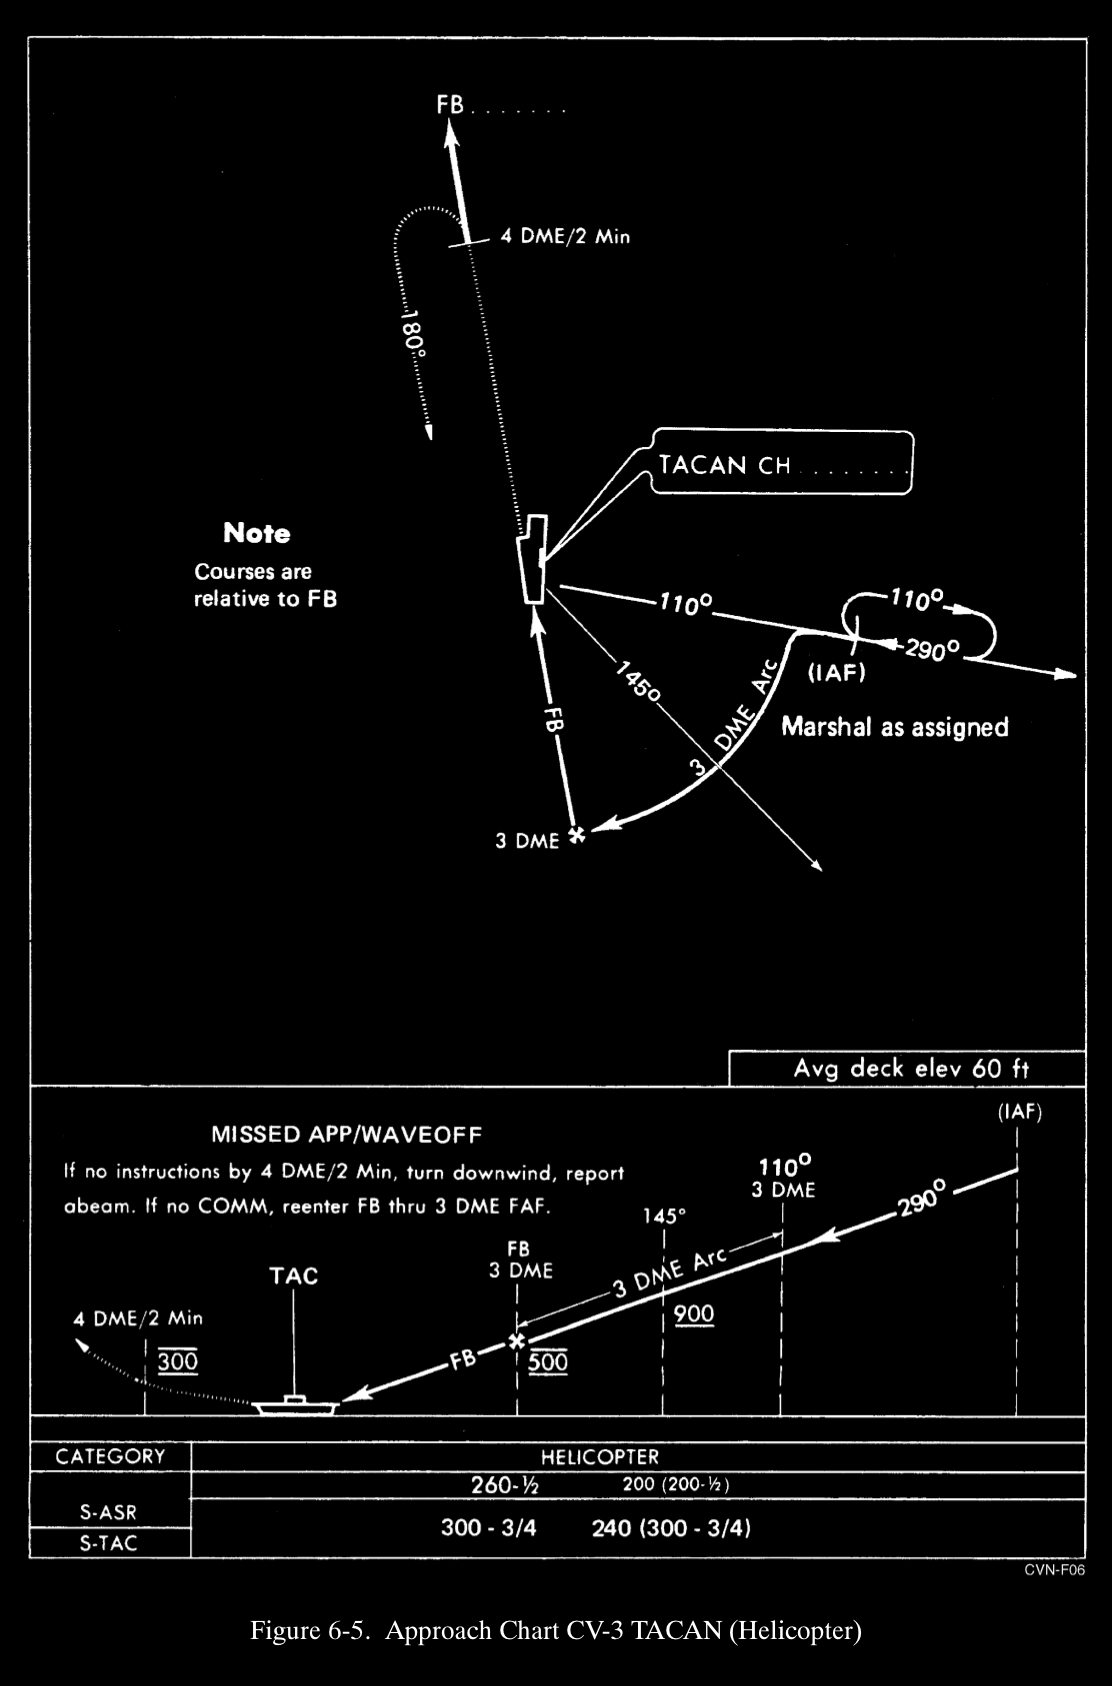 FB.......
4 DME/2 Min
180°
TACAN CH ........
Note
Courses are
relative to FB
110°
110°
290°
(IAF)
145°
3 DME Arc
Marshal as assigned
FB
3 DME
Avg deck elev 60 ft
(IAF)
MISSED APP/WAVEOFF
If no instructions by 4 DME/2 Min, turn downwind, report
abeam. If no COMM, reenter FB thru 3 DME FAF.
110°
3 DME
290°
145°
FB
3 DME
3 DME Arc
TAC
4 DME/2 Min
900
300
FB
500
CATEGORY HELICOPTER
260-½ 200 (200-½)
S-ASR
300 - 3/4 240 (300 - 3/4)
S-TAC
CVN-F06
Figure 6-5. Approach Chart CV-3 TACAN (Helicopter)